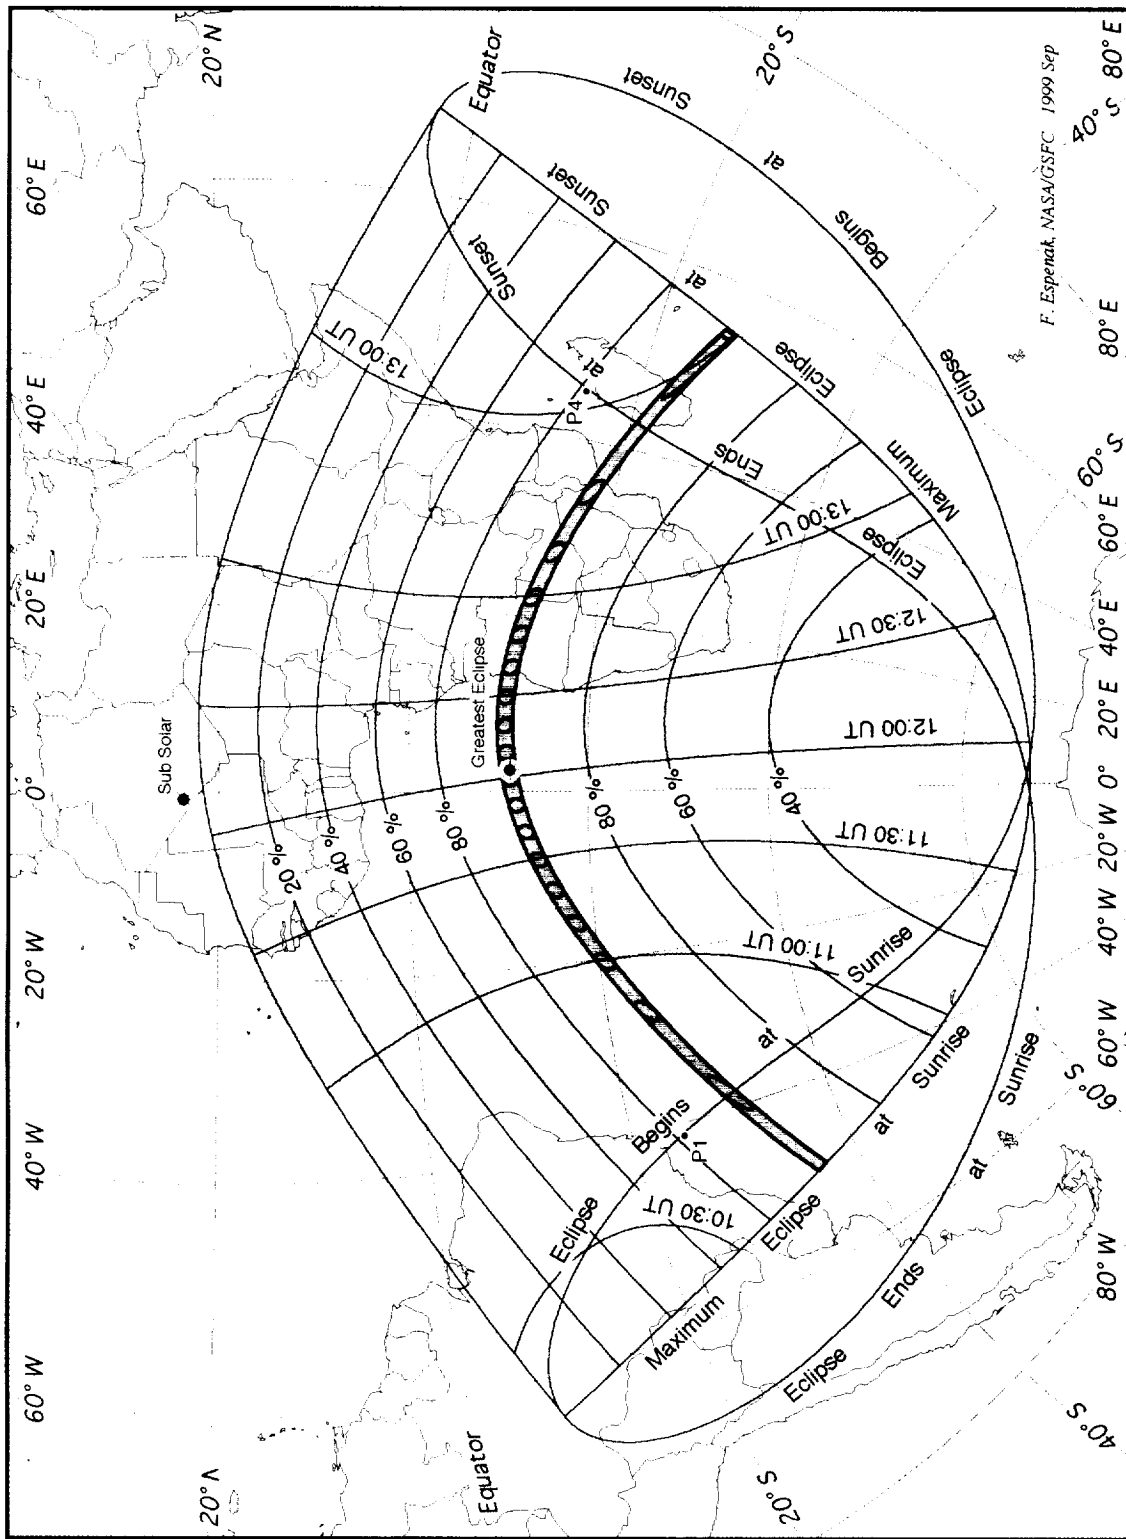 60° W
40° W
20° W
0°
20° E
40° E
60° E
20° N
20° N
Sub Solar
Equator
Equator
Greatest Eclipse
20 %
40 %
60 %
80 %
80 %
60 %
40 %
10:30 UT
11:00 UT
11:30 UT
12:00 UT
12:30 UT
13:00 UT
13:00 UT
P1
P4
Eclipse Begins at Sunrise
Maximum Eclipse at Sunrise
Eclipse Ends at Sunrise
Eclipse Ends at Sunset
Maximum Eclipse at Sunset
Eclipse Begins at Sunset
20° S
20° S
40° S
40° S
60° S
60° S
80° W
60° W
40° W
20° W
0°
20° E
40° E
60° E
80° E
80° E
F. Espenak, NASA/GSFC 1999 Sep